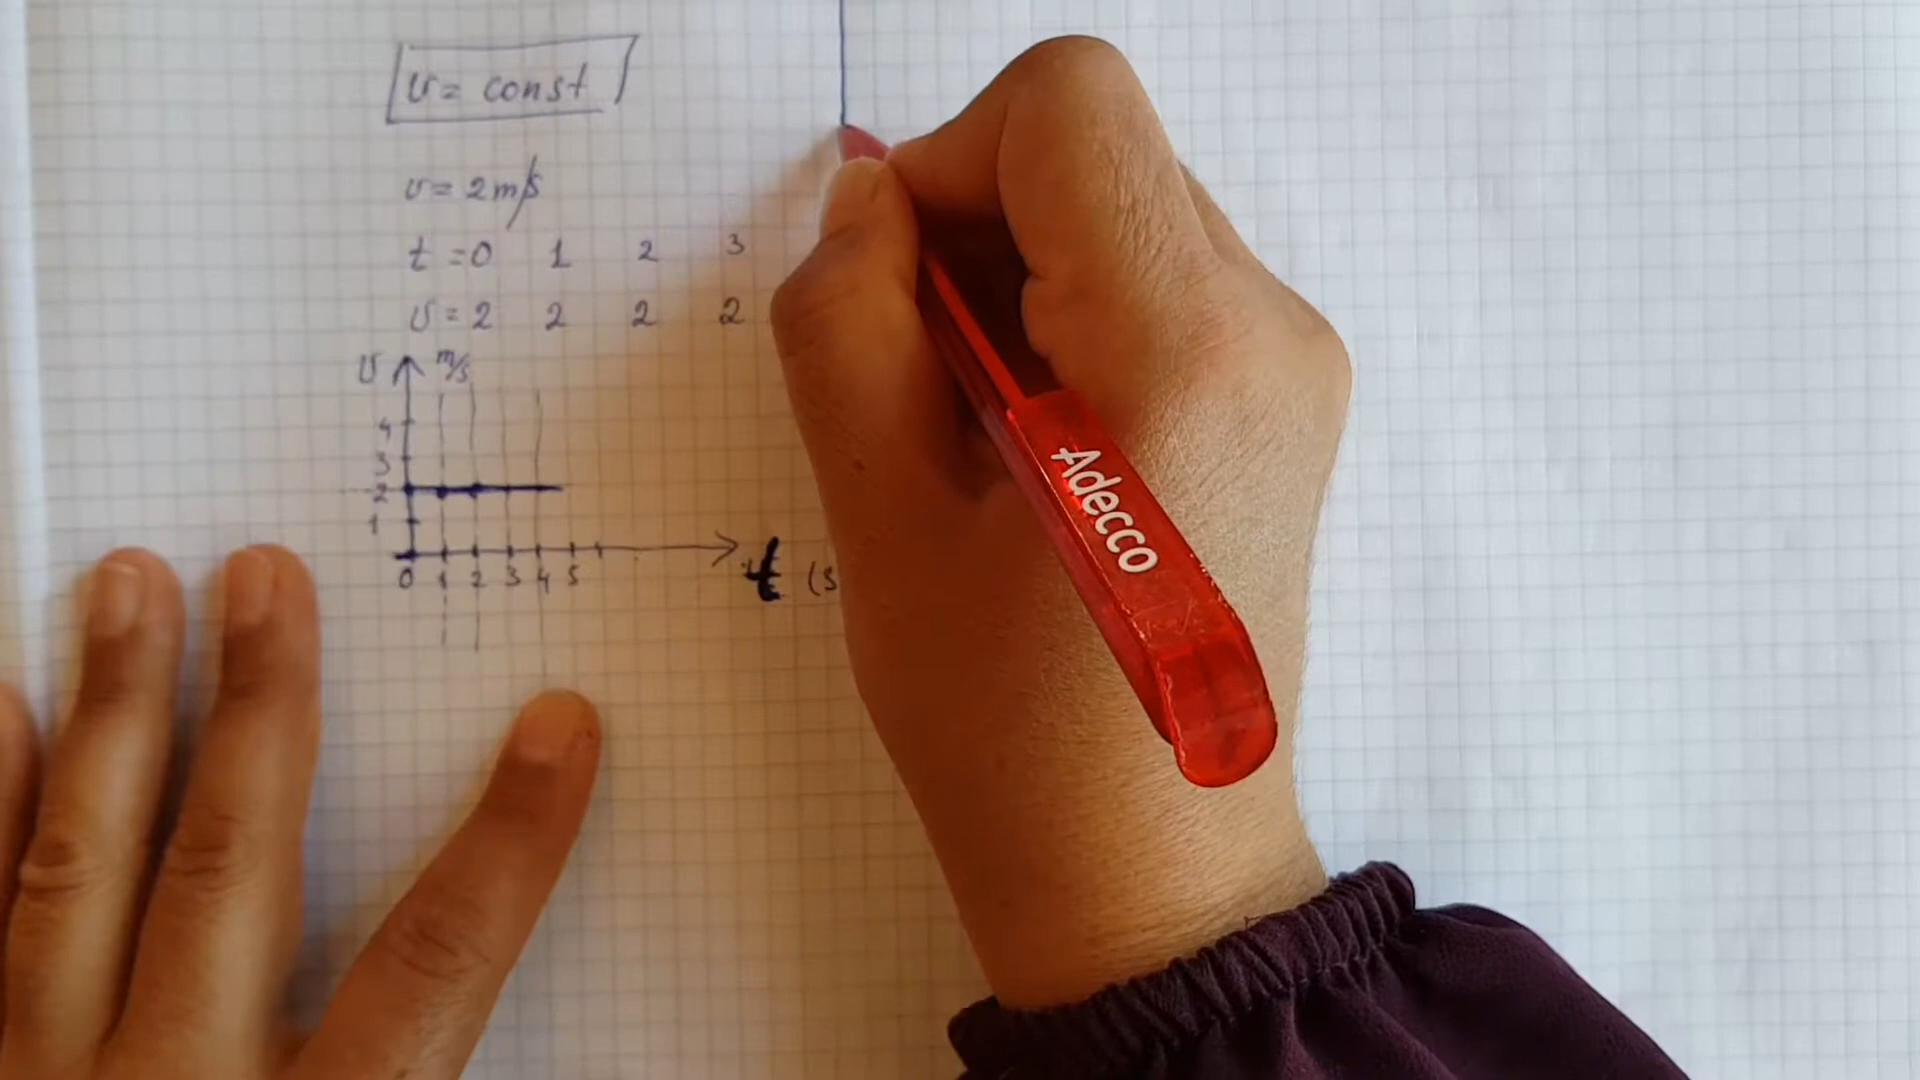 v = const
v = 2 m/s
t = 0 1 2 3
v = 2 2 2 2
v m/s
4
3
2
1
0 1 2 3 4 5
t (s
Adecco